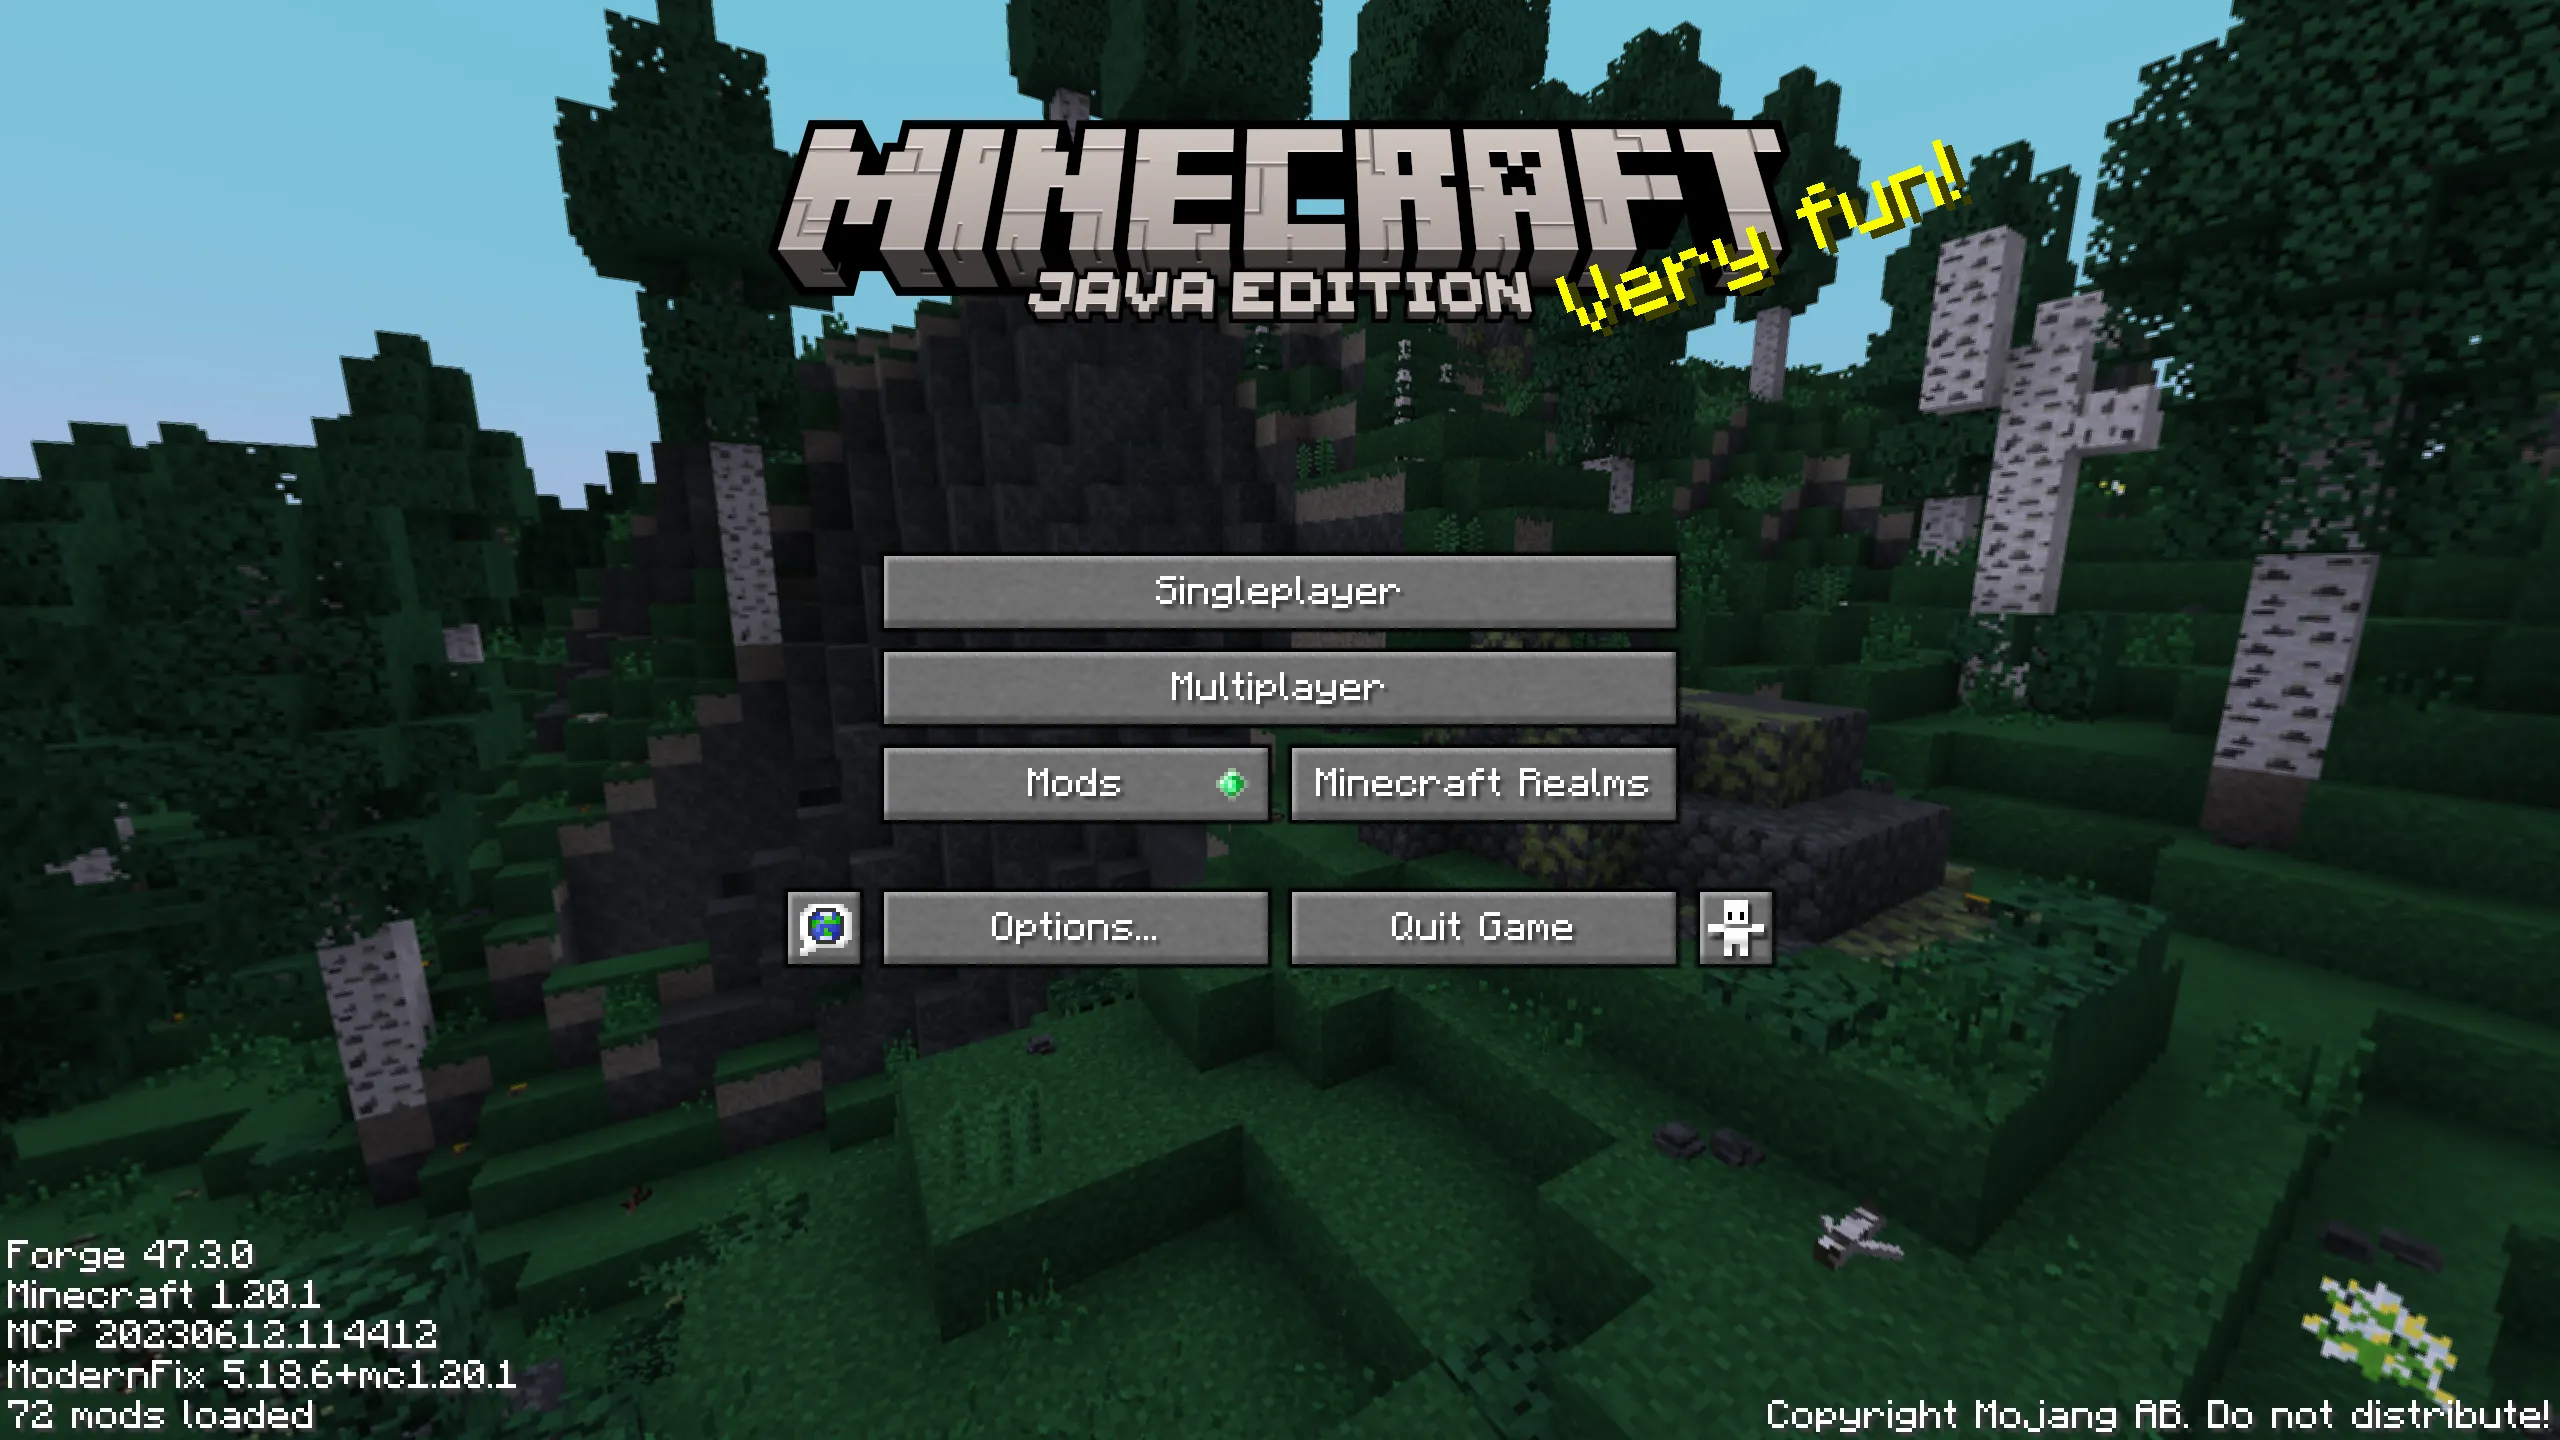 MINECRAFT
JAVA EDITION
Very fun!
Singleplayer
Multiplayer
Mods
Minecraft Realms
Options...
Quit Game
Forge 47.3.0
Minecraft 1.20.1
MCP 20230612.114412
ModernFix 5.18.6+mc1.20.1
72 mods loaded
Copyright Mojang AB. Do not distribute!